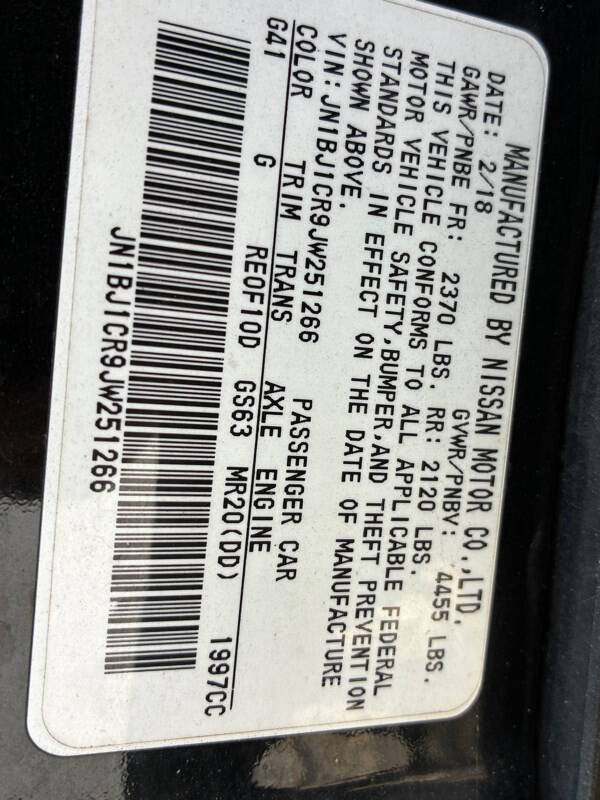 MANUFACTURED BY NISSAN MOTOR CO.,LTD.
DATE: 2/18 GVWR/PNBV: 4455 LBS.
GAWR/PNBE FR: 2370 LBS. RR: 2120 LBS.
THIS VEHICLE CONFORMS TO ALL APPLICABLE FEDERAL
MOTOR VEHICLE SAFETY,BUMPER,AND THEFT PREVENTION
STANDARDS IN EFFECT ON THE DATE OF MANUFACTURE
SHOWN ABOVE.
VIN:JN1BJ1CR9JW251266 PASSENGER CAR
COLOR TRIM TRANS AXLE ENGINE
G41 G RE0F10D GS63 MR20(DD) 1997CC
JN1BJ1CR9JW251266